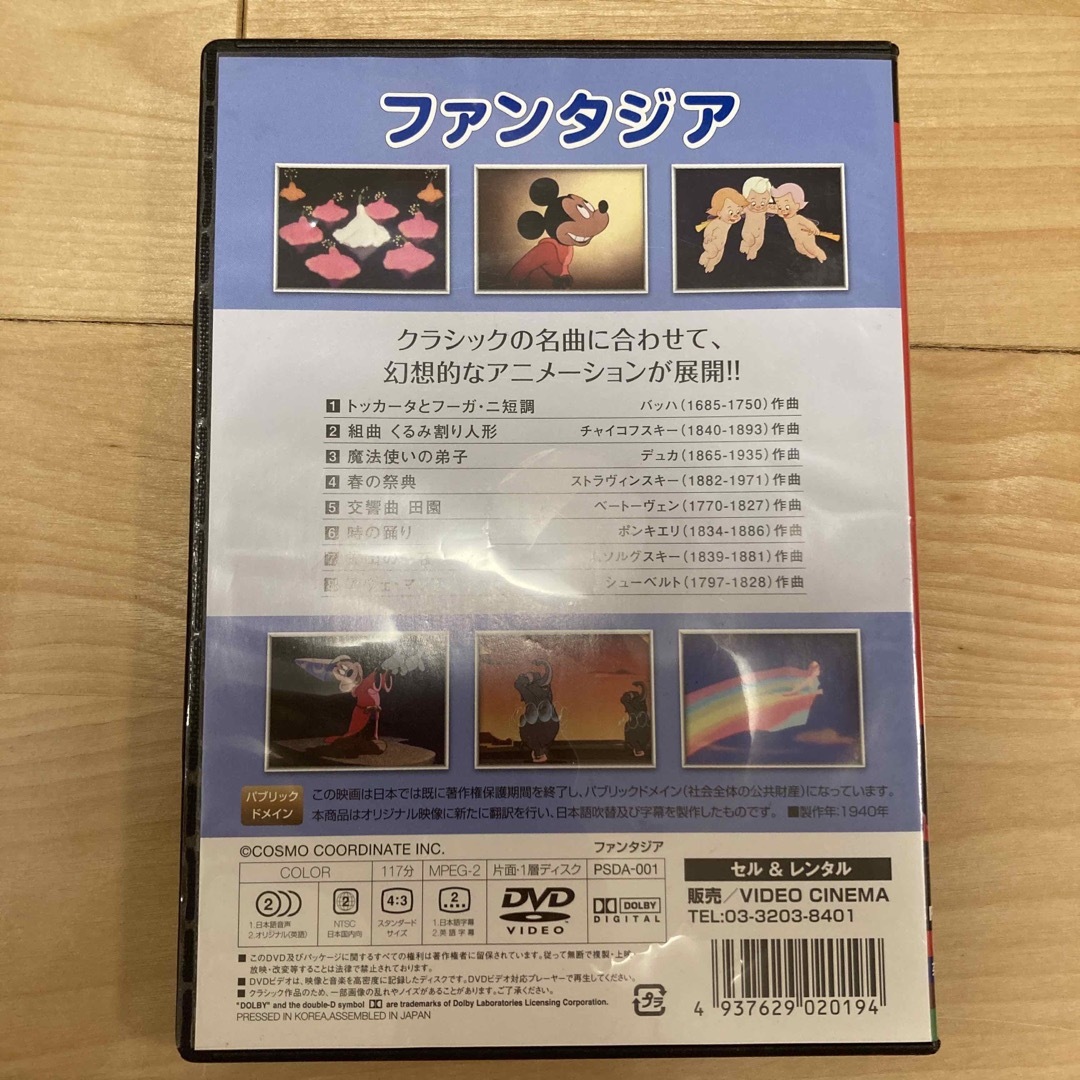 ファンタジア
クラシックの名曲に合わせて、
幻想的なアニメーションが展開!!
1 トッカータとフーガ・ニ短調 バッハ(1685-1750)作曲
2 組曲 くるみ割り人形 チャイコフスキー(1840-1893)作曲
3 魔法使いの弟子 デュカ(1865-1935)作曲
4 春の祭典 ストラヴィンスキー(1882-1971)作曲
5 交響曲 田園 ベートーヴェン(1770-1827)作曲
6 時の踊り ポンキエリ(1834-1886)作曲
ソルグスキー(1839-1881)作曲
シューベルト(1797-1828)作曲
パブリック
ドメイン
この映画は日本では既に著作権保護期間を終了し、パブリックドメイン(社会全体の公共財産)になっています。
本商品はオリジナル映像に新たに翻訳を行い、日本語吹替及び字幕を製作したものです。 ■製作年:1940年
©COSMO COORDINATE INC. ファンタジア
COLOR 117分 MPEG-2 片面・1層ディスク PSDA-001
2 2 4:3 2 DVD VIDEO DOLBY DIGITAL
1.日本語音声 NTSC スタンダード 1.日本語字幕
2.オリジナル(英語) 日本国内向 サイズ 2.英語字幕
セル & レンタル
販売/VIDEO CINEMA
TEL:03-3203-8401
■このDVD及びパッケージに関するすべての権利は著作権者に留保されています。従って無断で複製・上映・
放映・改変等することは法律で禁止されております。
■DVDビデオは、映像と音楽を高密度に記録したディスクです。DVDビデオ対応プレーヤーで再生してください。
■クラシック作品のため、一部画像の乱れやノイズがあることがあります。ご了承ください。
"DOLBY" and the double-D symbol are trademarks of Dolby Laboratories Licensing Corporation.
PRESSED IN KOREA,ASSEMBLED IN JAPAN
プラ
4 937629 020194